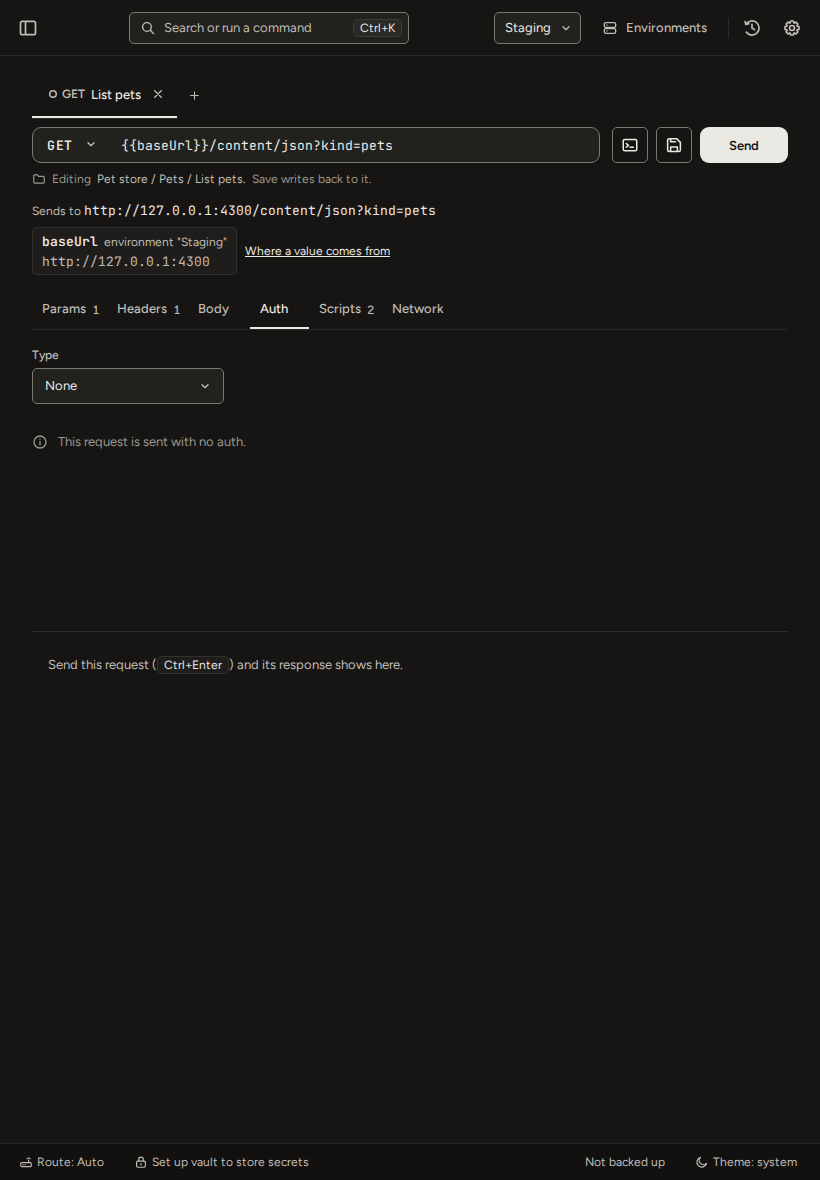 Search or run a command Ctrl+K Staging Environments
GET List pets
GET {{baseUrl}}/content/json?kind=pets Send
Editing Pet store / Pets / List pets. Save writes back to it.
Sends to http://127.0.0.1:4300/content/json?kind=pets
baseUrl environment "Staging"
http://127.0.0.1:4300
Where a value comes from
Params 1 Headers 1 Body Auth Scripts 2 Network
Type
None
This request is sent with no auth.
Send this request (Ctrl+Enter) and its response shows here.
Route: Auto Set up vault to store secrets Not backed up Theme: system